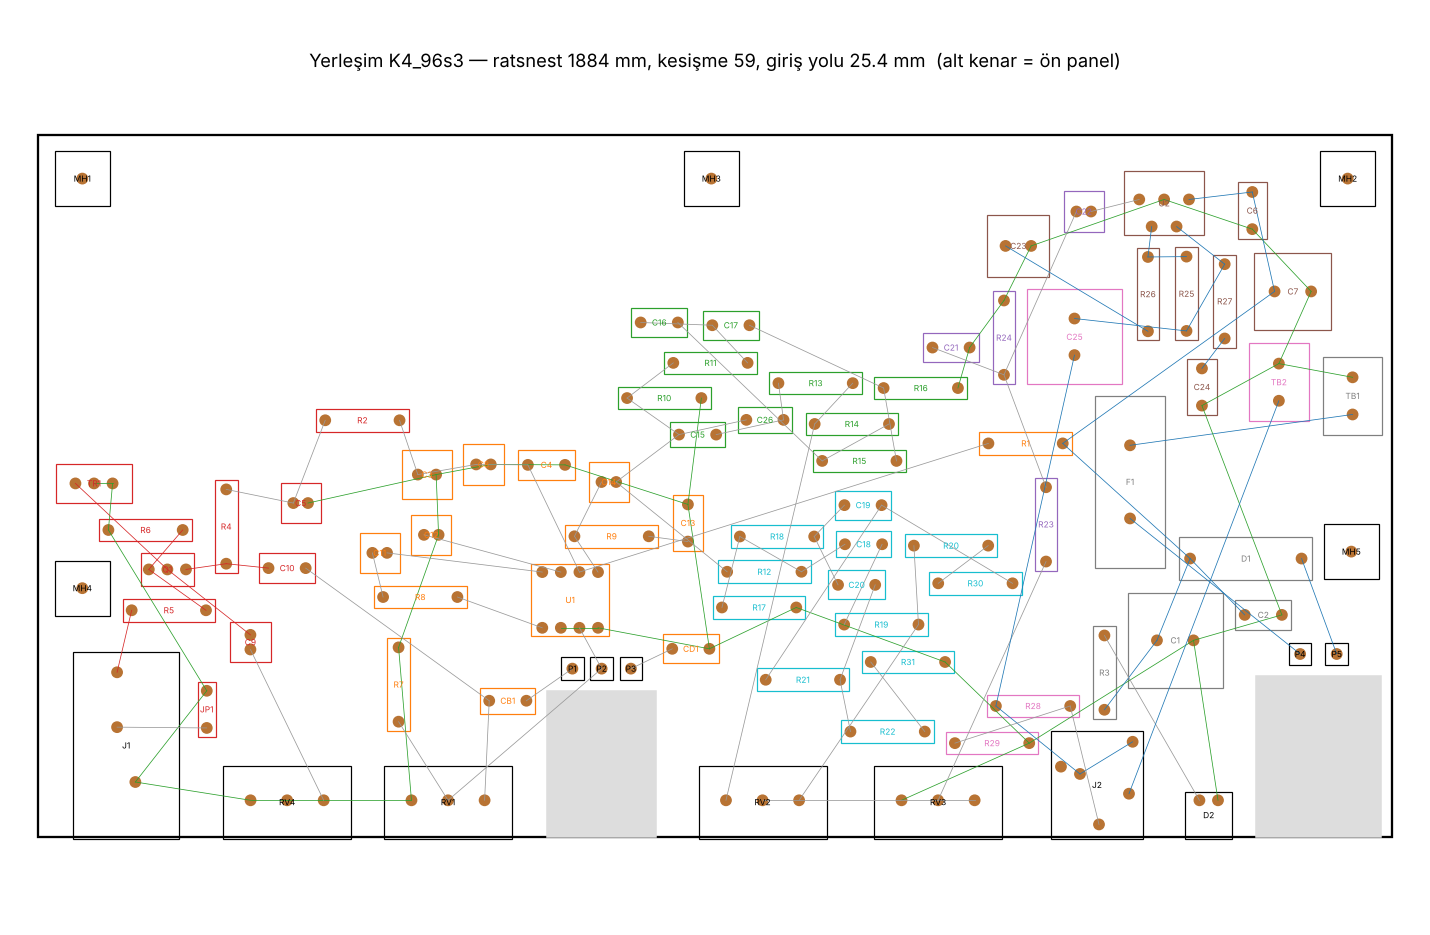 Yerleşim K4_96s3 — ratsnest 1884 mm, kesişme 59, giriş yolu 25.4 mm (alt kenar = ön panel)
MH1
MH3
MH2
C6
C23
R26
R25
R27
C7
C16
C17
R24
C21
C25
R11
R13
R16
C24
TB2
TB1
R10
R2
C26
R14
C15
R1
C4
R15
F1
R6
R4
C19
C13
R23
R9
R18
R20
C18
MH5
D1
C10
R12
MH4
C20
R30
R8
U1
R5
R17
C2
R19
C1
CD1
R31
P4
P5
P1
P2
P3
R3
R21
R7
CB1
JP1
R28
R22
J1
R29
J2
RV4
RV1
RV2
RV3
D2